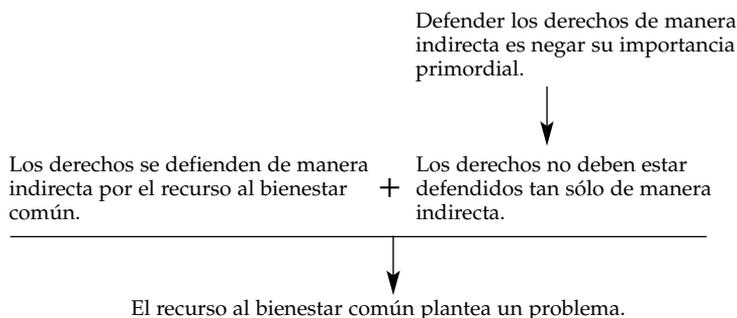 Defender los derechos de manera
indirecta es negar su importancia
primordial.
Los derechos se defienden de manera
indirecta por el recurso al bienestar
común.
+
Los derechos no deben estar
defendidos tan sólo de manera
indirecta.
El recurso al bienestar común plantea un problema.